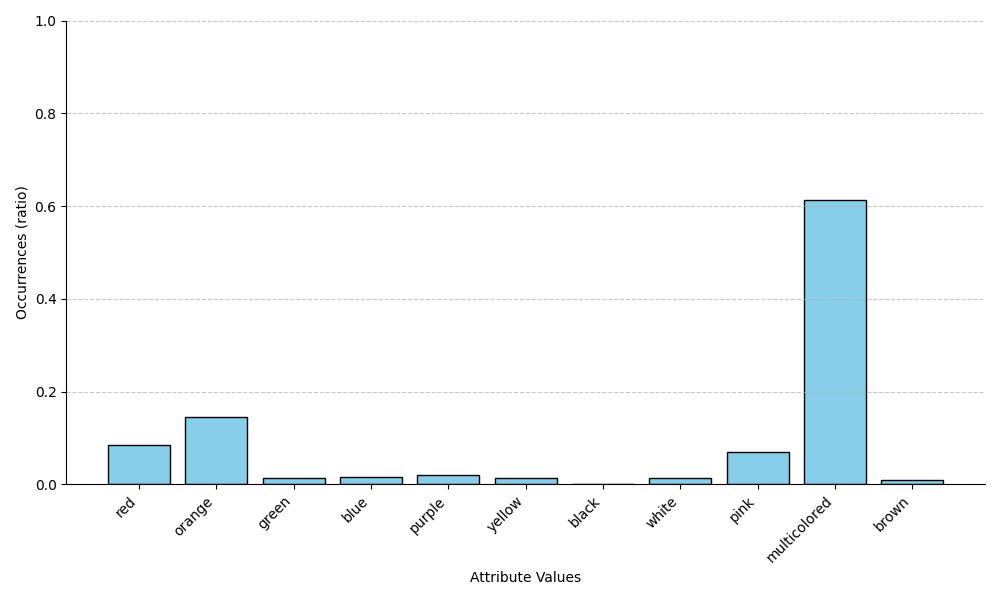 1.0
0.8
0.6
0.4
0.2
0.0
Occurrences (ratio)
red
orange
green
blue
purple
yellow
black
white
pink
multicolored
brown
Attribute Values